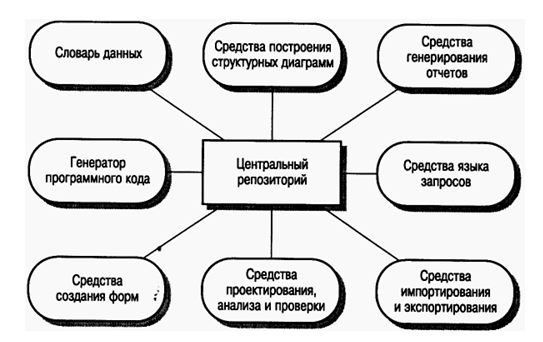 Словарь данных
Средства построения
структурных диаграмм
Средства
генерирования
отчетов
Генератор
программного кода
Центральный
репозиторий
Средства языка
запросов
Средства
создания форм
Средства
проектирования,
анализа и проверки
Средства
импортирования
и экспортирования